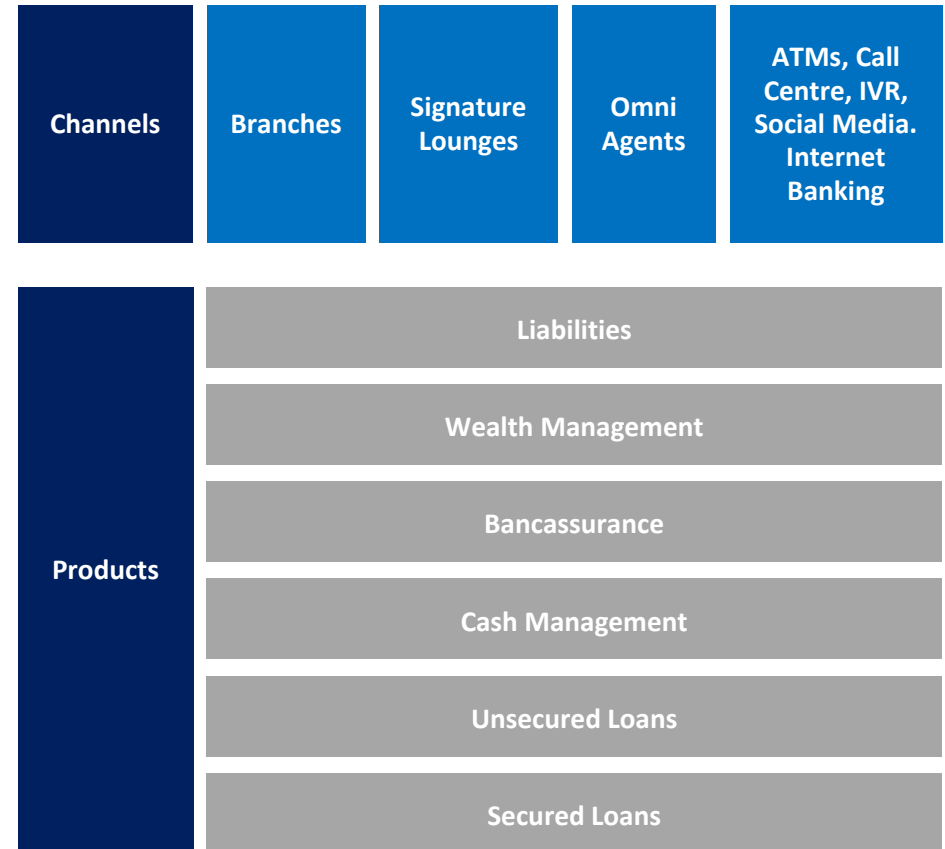 Channels
Branches
Signature
Lounges
Omni
Agents
ATMs, Call
Centre, IVR,
Social Media.
Internet
Banking
Products
Liabilities
Wealth Management
Bancassurance
Cash Management
Unsecured Loans
Secured Loans